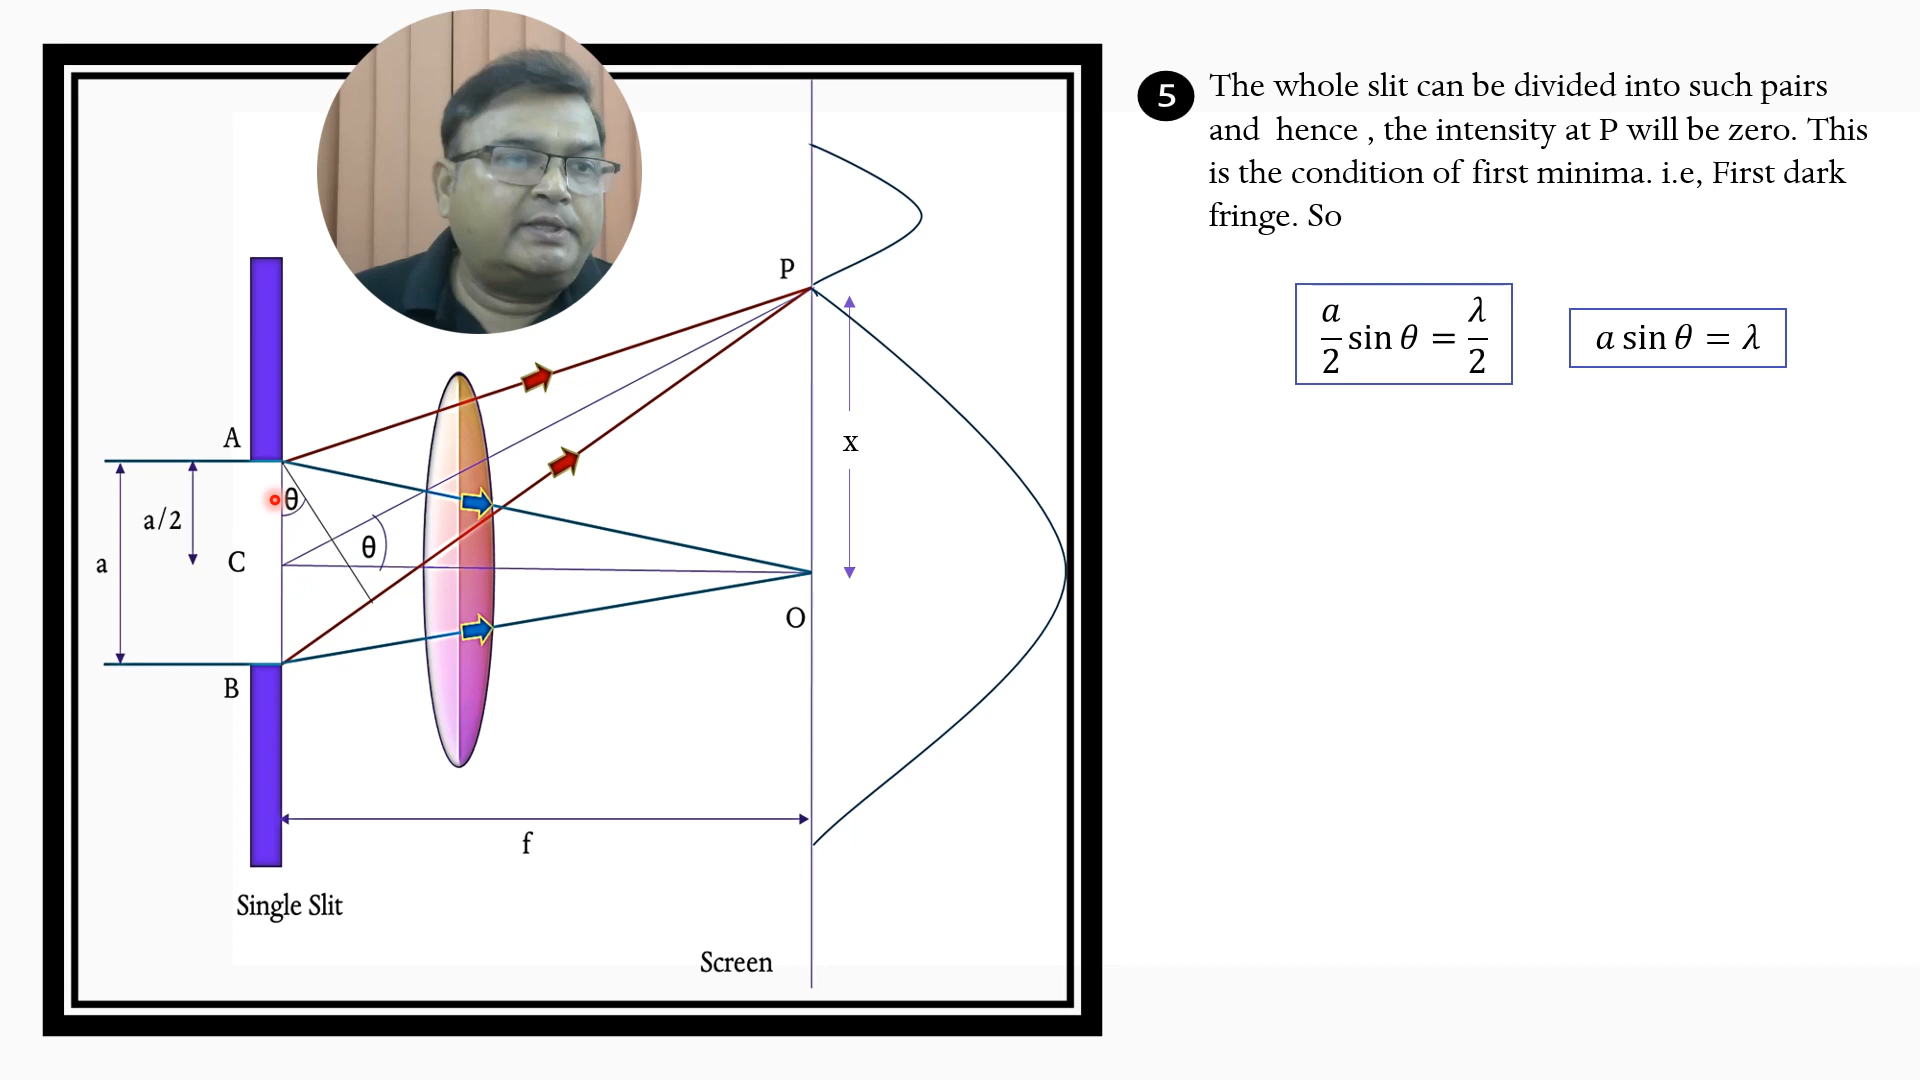 5
The whole slit can be divided into such pairs
and hence , the intensity at P will be zero. This
is the condition of first minima. i.e, First dark
fringe. So
a/2 sin θ = λ/2
a sin θ = λ
P
x
A
θ
a/2
θ
a
C
O
B
f
Single Slit
Screen